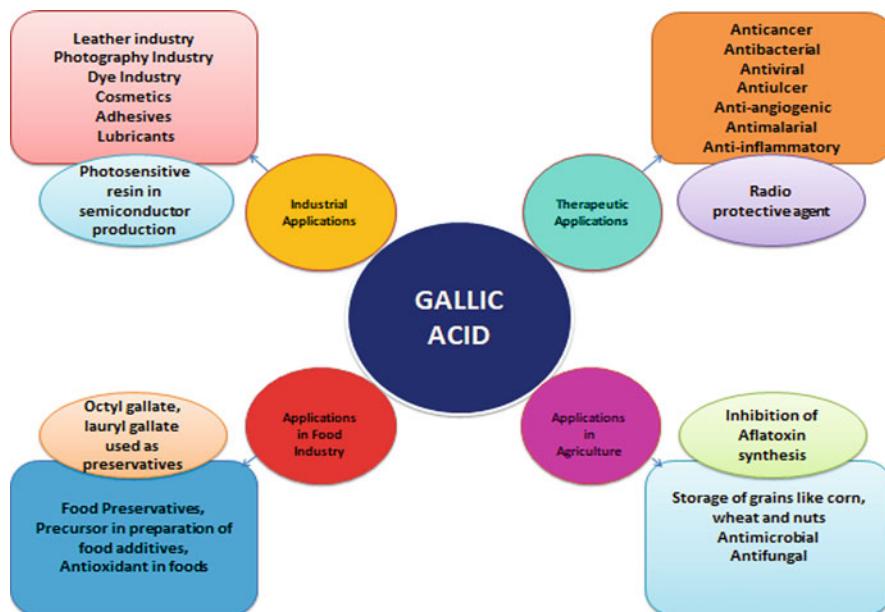 Leather industry
Photography Industry
Dye Industry
Cosmetics
Adhesives
Lubricants
Photosensitive
resin in
semiconductor
production
Industrial
Applications
Anticancer
Antibacterial
Antiviral
Antiulcer
Anti-angiogenic
Antimalarial
Anti-inflammatory
Radio
protective agent
Therapeutic
Applications
GALLIC
ACID
Octyl gallate,
lauryl gallate
used as
preservatives
Applications
in Food
Industry
Food Preservatives,
Precursor in preparation of
food additives,
Antioxidant in foods
Applications
in
Agriculture
Inhibition of
Aflatoxin
synthesis
Storage of grains like corn,
wheat and nuts
Antimicrobial
Antifungal